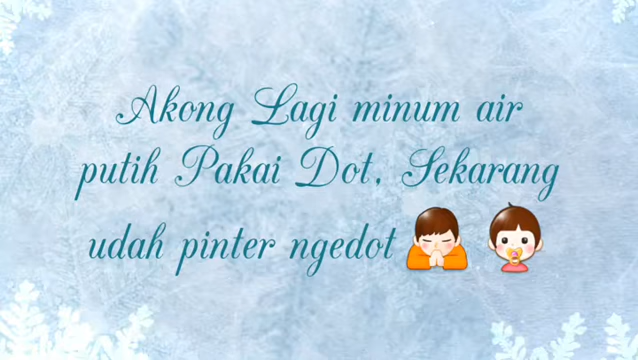 Akong Lagi minum air
putih Pakai Dot, Sekarang
udah pinter ngedot